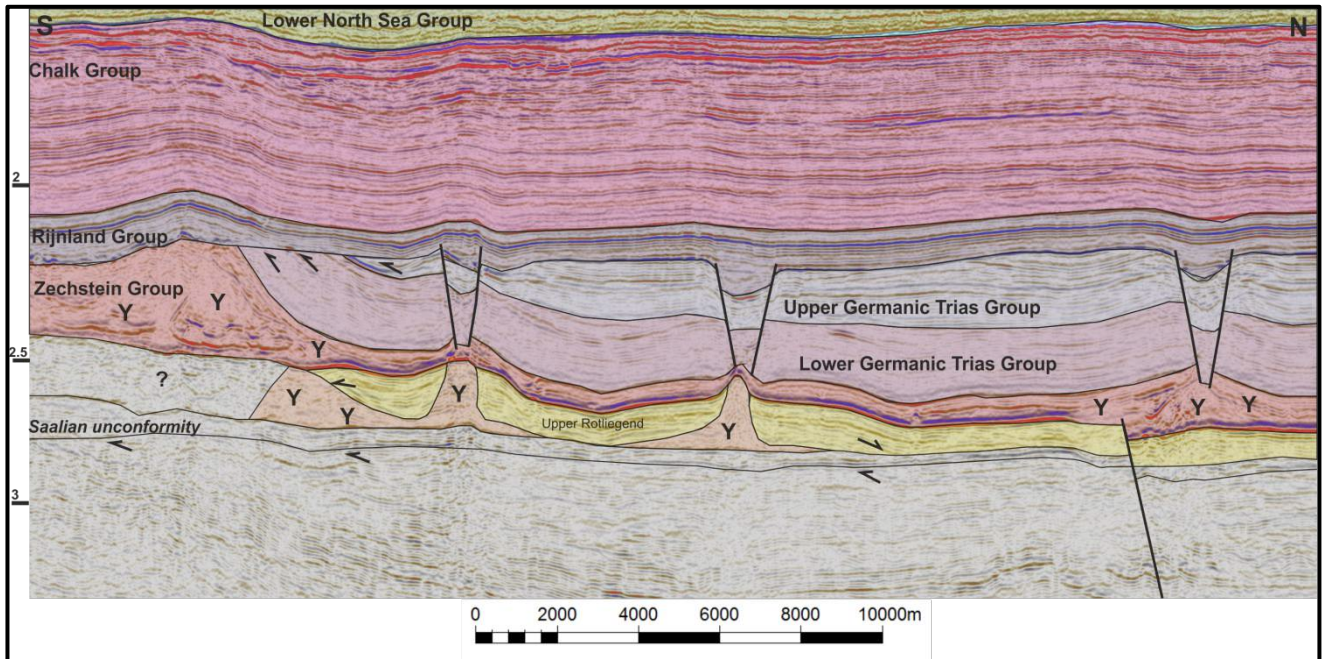 Lower North Sea Group
S
N
Chalk Group
2
Rijnland Group
Zechstein Group
Y
Y
Upper Germanic Trias Group
Y
Lower Germanic Trias Group
2.5
?
Y
Y
Y
Y
Y
Y
Y
Upper Rotliegend
Saalian unconformity
3
0 2000 4000 6000 8000 10000m